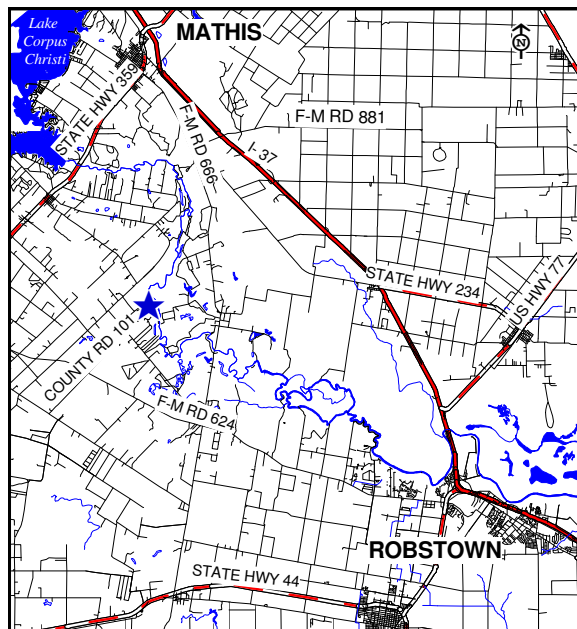 Lake
Corpus
Christi
MATHIS
N
STATE HWY 359
F-M RD 666
F-M RD 881
I-37
STATE HWY 234
US HWY 77
COUNTY RD 101
F-M RD 624
ROBSTOWN
STATE HWY 44